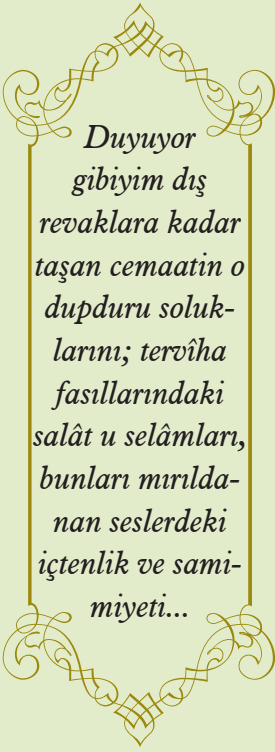 Duyuyor
gibiyim dış
revaklara kadar
taşan cemaatin o
dupduru soluk-
larını; tervîha
fasıllarındaki
salât u selâmları,
bunları mırılda-
nan seslerdeki
içtenlik ve sami-
miyeti...